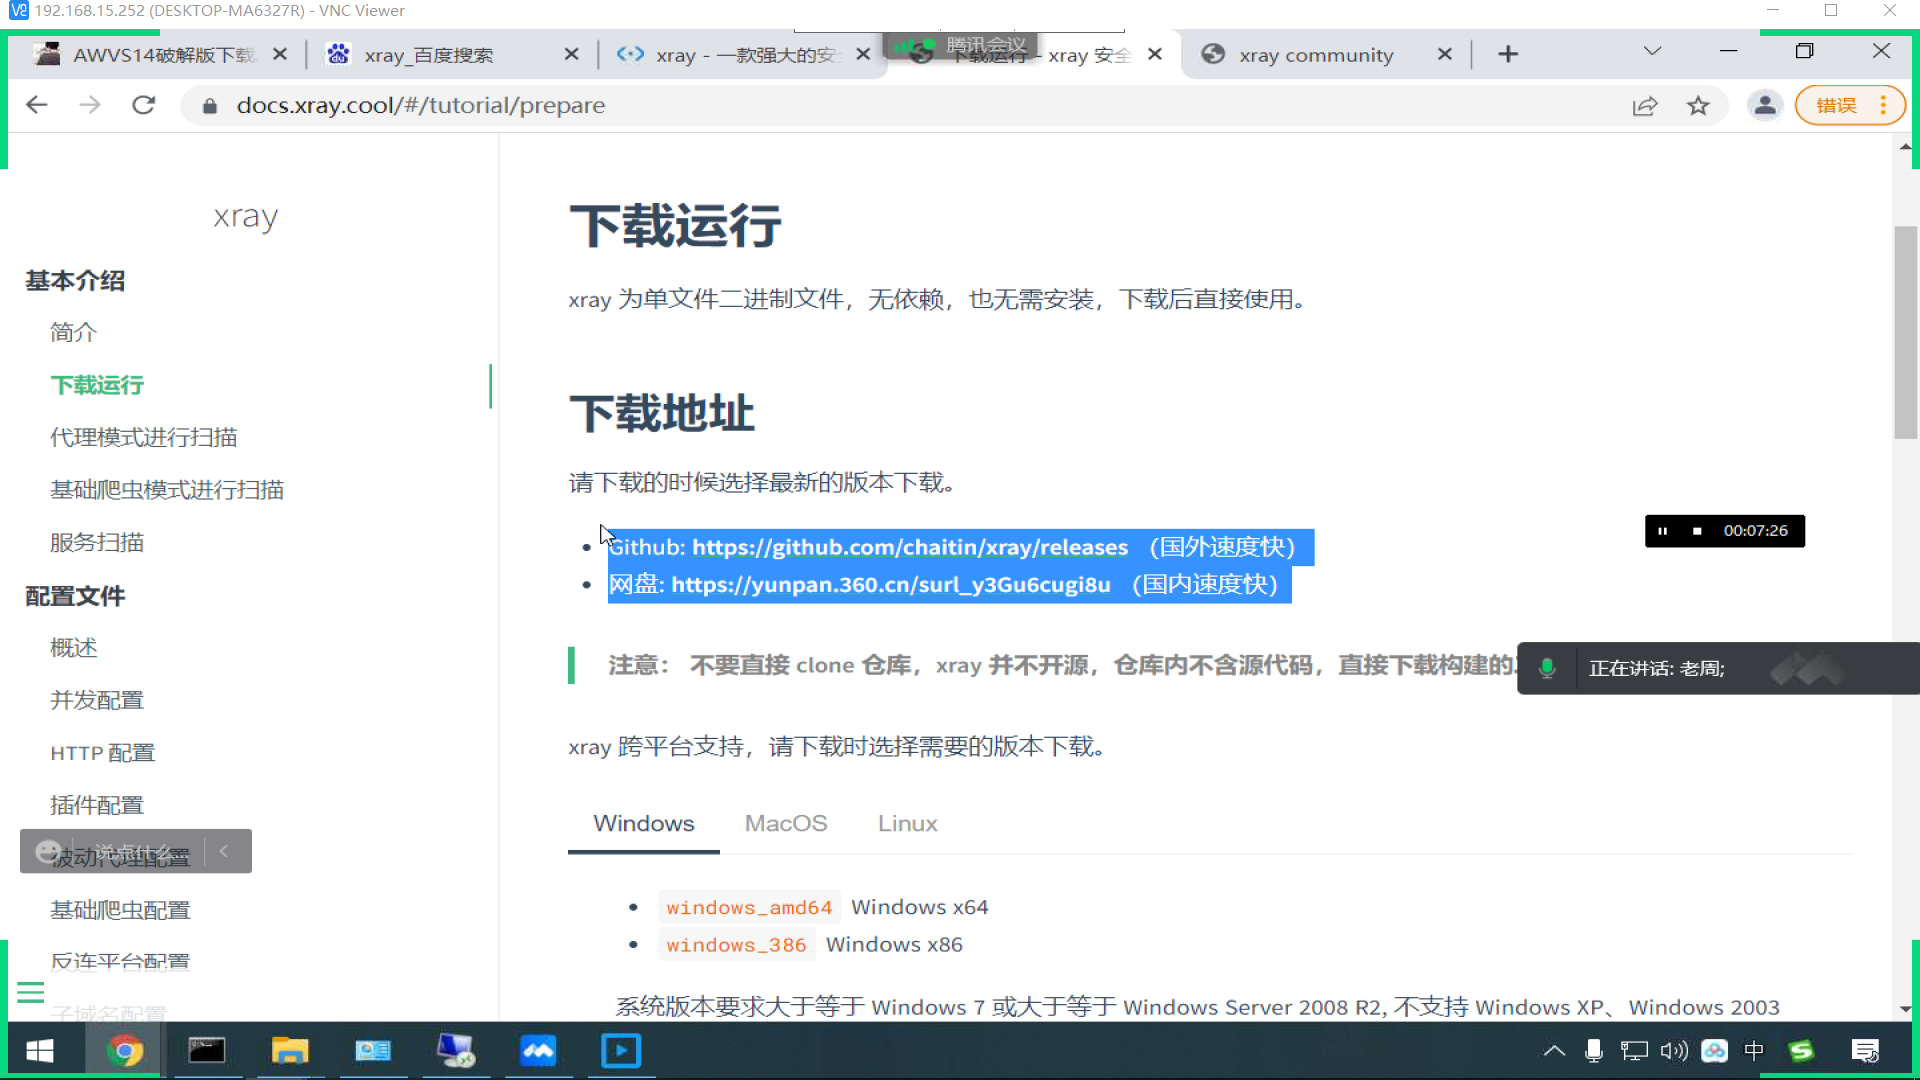 192.168.15.252 (DESKTOP-MA6327R) - VNC Viewer
AWVS14破解版下载
xray_百度搜索
xray - 一款强大的安
下载运行 - xray 安全
xray community
腾讯会议
docs.xray.cool/#/tutorial/prepare
错误
xray
基本介绍
简介
下载运行
代理模式进行扫描
基础爬虫模式进行扫描
服务扫描
配置文件
概述
并发配置
HTTP 配置
插件配置
被动代理配置
说点什么...
基础爬虫配置
反连平台配置
子域名配置
下载运行
xray 为单文件二进制文件，无依赖，也无需安装，下载后直接使用。
下载地址
请下载的时候选择最新的版本下载。
Github: https://github.com/chaitin/xray/releases （国外速度快）
网盘: https://yunpan.360.cn/surl_y3Gu6cugi8u （国内速度快）
00:07:26
注意： 不要直接 clone 仓库，xray 并不开源，仓库内不含源代码，直接下载构建的
正在讲话: 老周;
xray 跨平台支持，请下载时选择需要的版本下载。
Windows MacOS Linux
windows_amd64 Windows x64
windows_386 Windows x86
系统版本要求大于等于 Windows 7 或大于等于 Windows Server 2008 R2, 不支持 Windows XP、Windows 2003
中